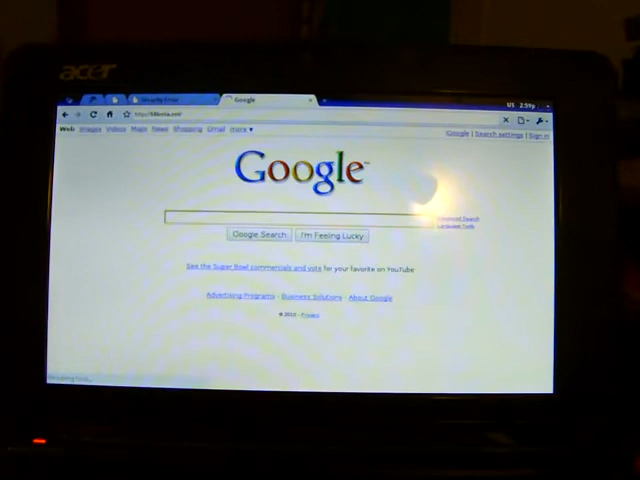 acer
Security Error
Google
US 2:59p
Web Images Videos Maps News Shopping Gmail more ▼
iGoogle | Search settings | Sign in
Google™
Advanced Search
Language Tools
Google Search
I'm Feeling Lucky
See the Super Bowl commercials and vote for your favorite on YouTube
Advertising Programs - Business Solutions - About Google
© 2010 - Privacy